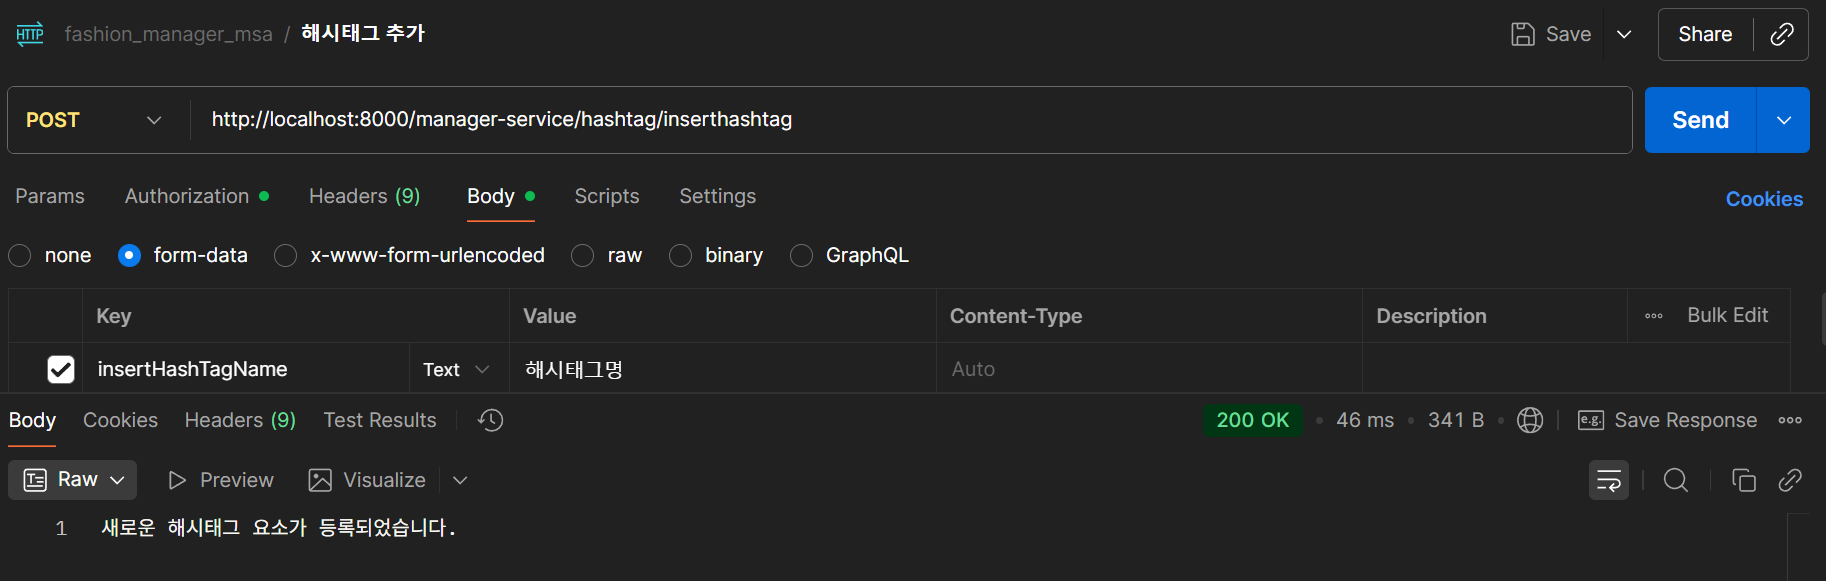 HTTP fashion_manager_msa / 해시태그 추가 Save Share
POST http://localhost:8000/manager-service/hashtag/inserthashtag Send
Params Authorization Headers (9) Body Scripts Settings Cookies
none form-data x-www-form-urlencoded raw binary GraphQL
Key Value Content-Type Description Bulk Edit
insertHashTagName Text 해시태그명 Auto
Body Cookies Headers (9) Test Results 200 OK • 46 ms • 341 B • e.g. Save Response
Raw Preview Visualize
1 새로운 해시태그 요소가 등록되었습니다.